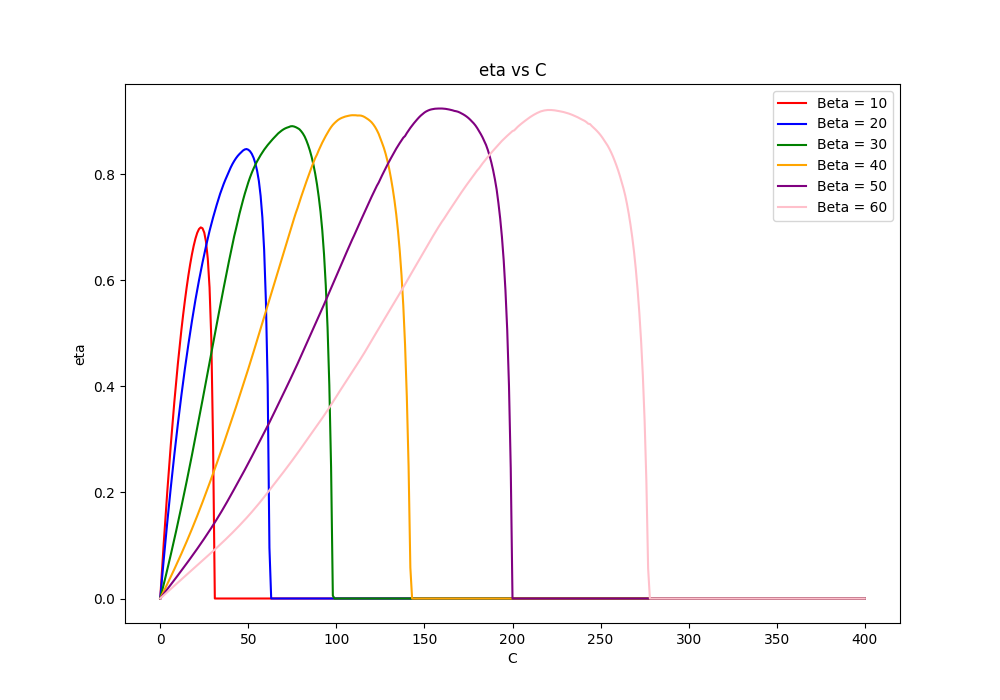 eta vs C
Beta = 10
Beta = 20
Beta = 30
Beta = 40
Beta = 50
Beta = 60
0.8
0.6
0.4
0.2
0.0
eta
0 50 100 150 200 250 300 350 400
C